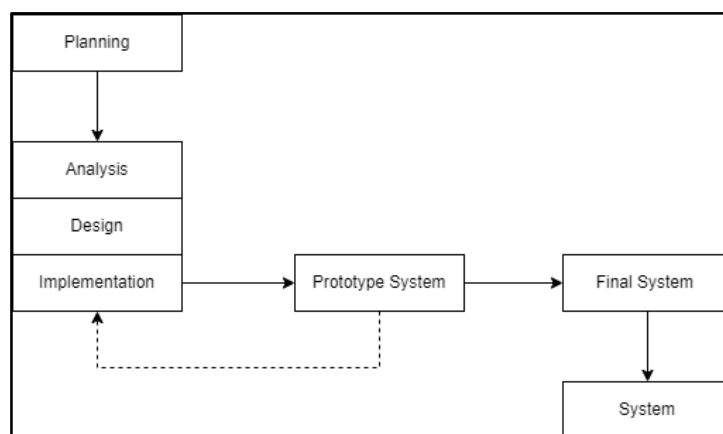 Planning
Analysis
Design
Implementation
Prototype System
Final System
System